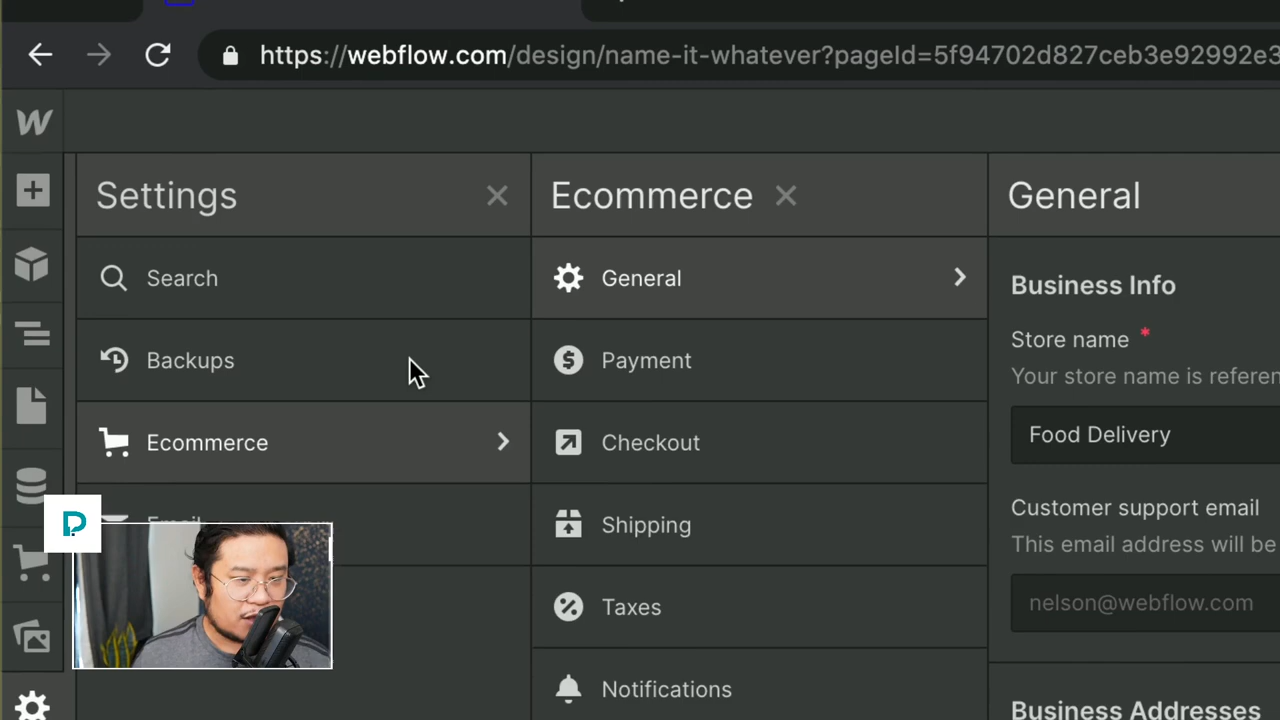 https://webflow.com/design/name-it-whatever?pageId=5f94702d827ceb3e92992e3
W
Settings
Ecommerce
General
Search
General
Business Info
Store name *
Backups
Payment
Your store name is referen
Ecommerce
Checkout
Food Delivery
Customer support email
Email
Shipping
This email address will be
Taxes
nelson@webflow.com
Notifications
Business Addresses